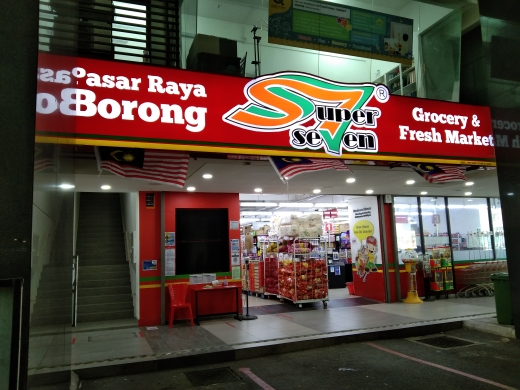 Pasar Raya
Borong
Super
seven
®
Grocery &
Fresh Market